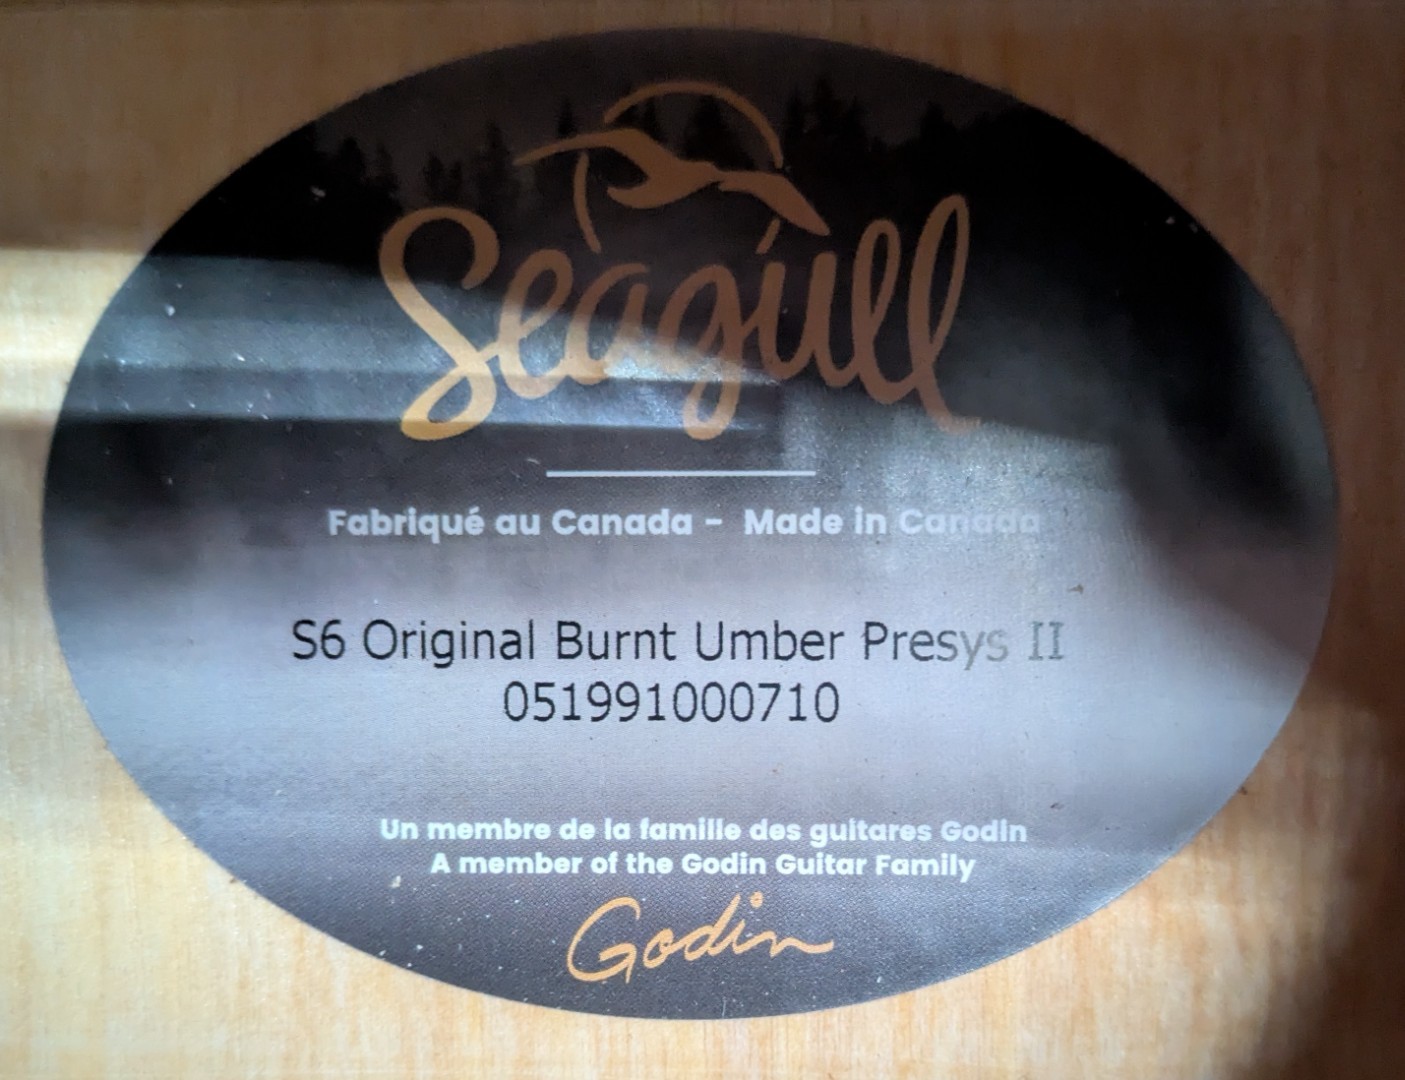 Seagull
Fabriqué au Canada - Made in Canada
S6 Original Burnt Umber Presys II
051991000710
Un membre de la famille des guitares Godin
A member of the Godin Guitar Family
Godin